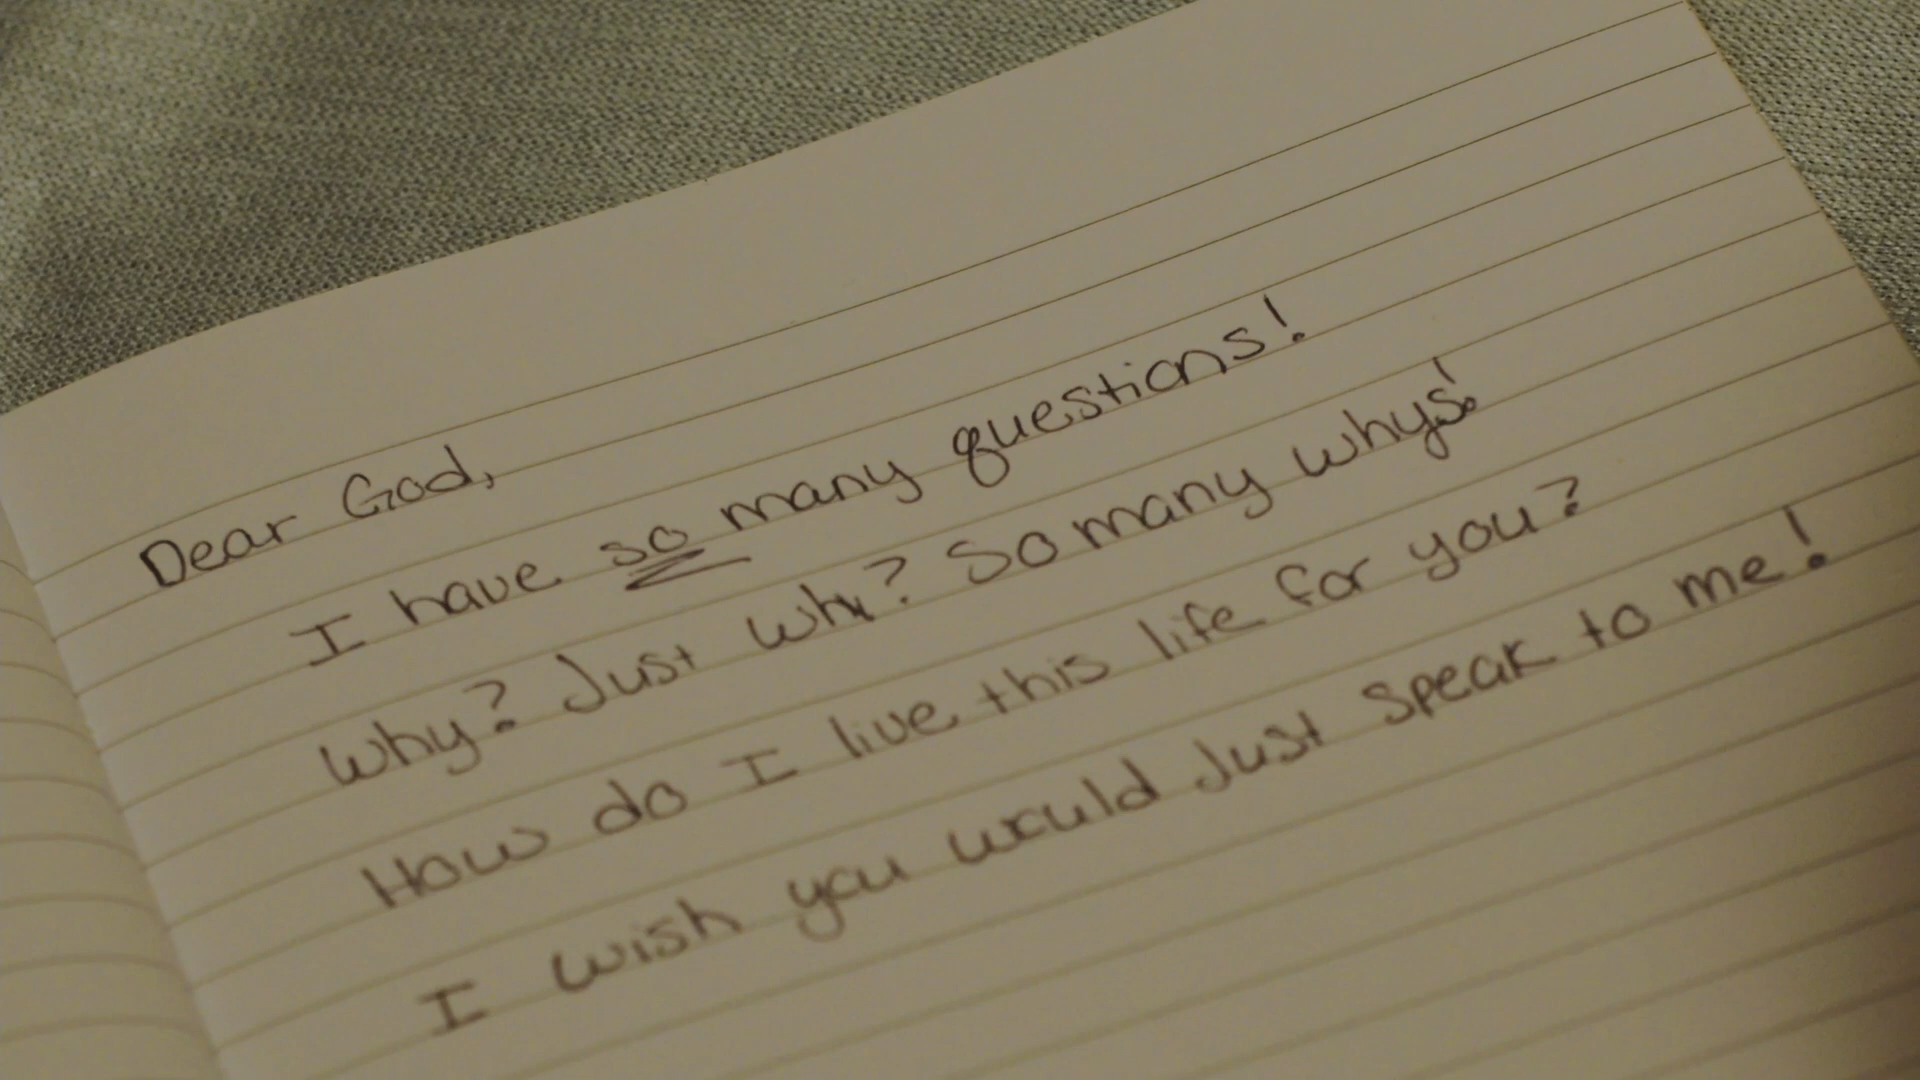 Dear God,
I have so many questions!
Why? Just why? So many whys!
How do I live this life for you?
I wish you would just speak to me!